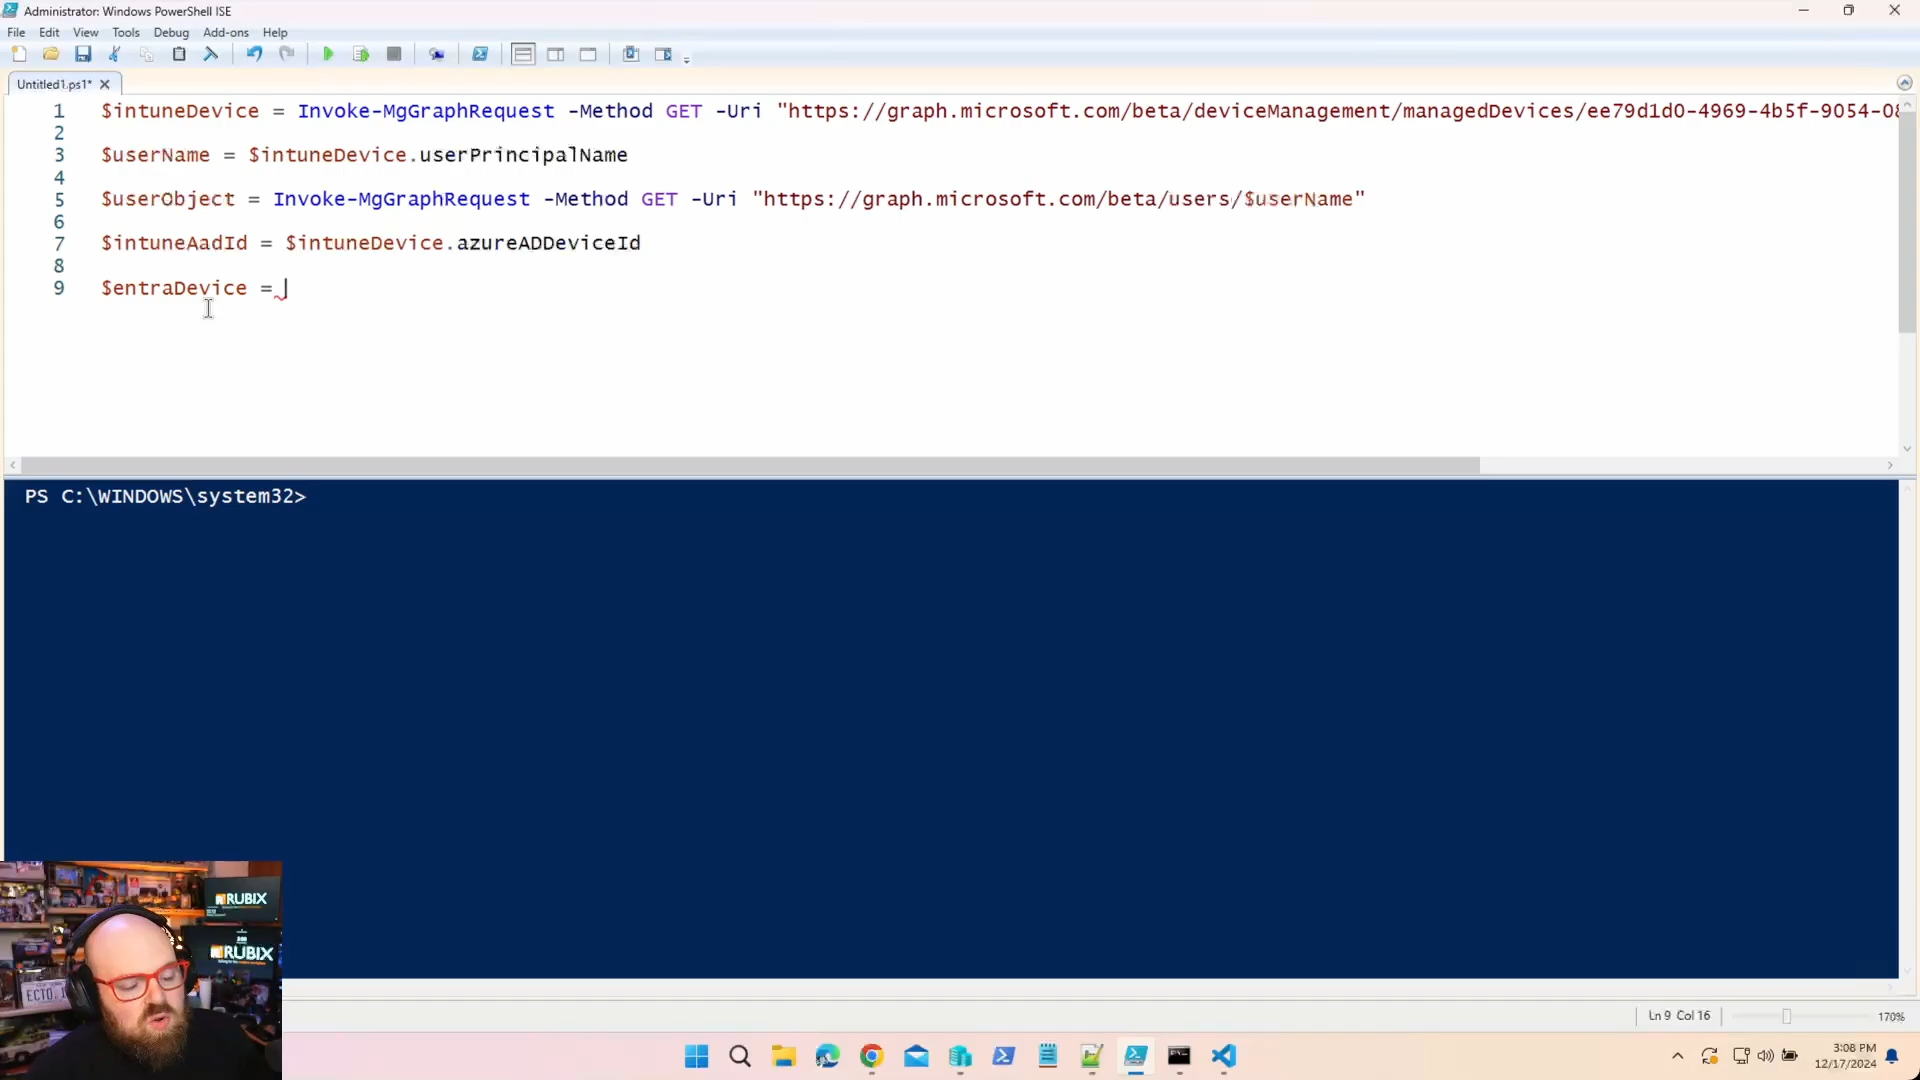 Administrator: Windows PowerShell ISE
File Edit View Tools Debug Add-ons Help
Untitled1.ps1*
1 $intuneDevice = Invoke-MgGraphRequest -Method GET -Uri "https://graph.microsoft.com/beta/deviceManagement/managedDevices/ee79d1d0-4969-4b5f-9054-08
2
3 $userName = $intuneDevice.userPrincipalName
4
5 $userObject = Invoke-MgGraphRequest -Method GET -Uri "https://graph.microsoft.com/beta/users/$userName"
6
7 $intuneAadId = $intuneDevice.azureADDeviceId
8
9 $entraDevice =
PS C:\WINDOWS\system32>
RUBIX
RUBIX
ECTO
Ln 9 Col 16
170%
3:08 PM
12/17/2024